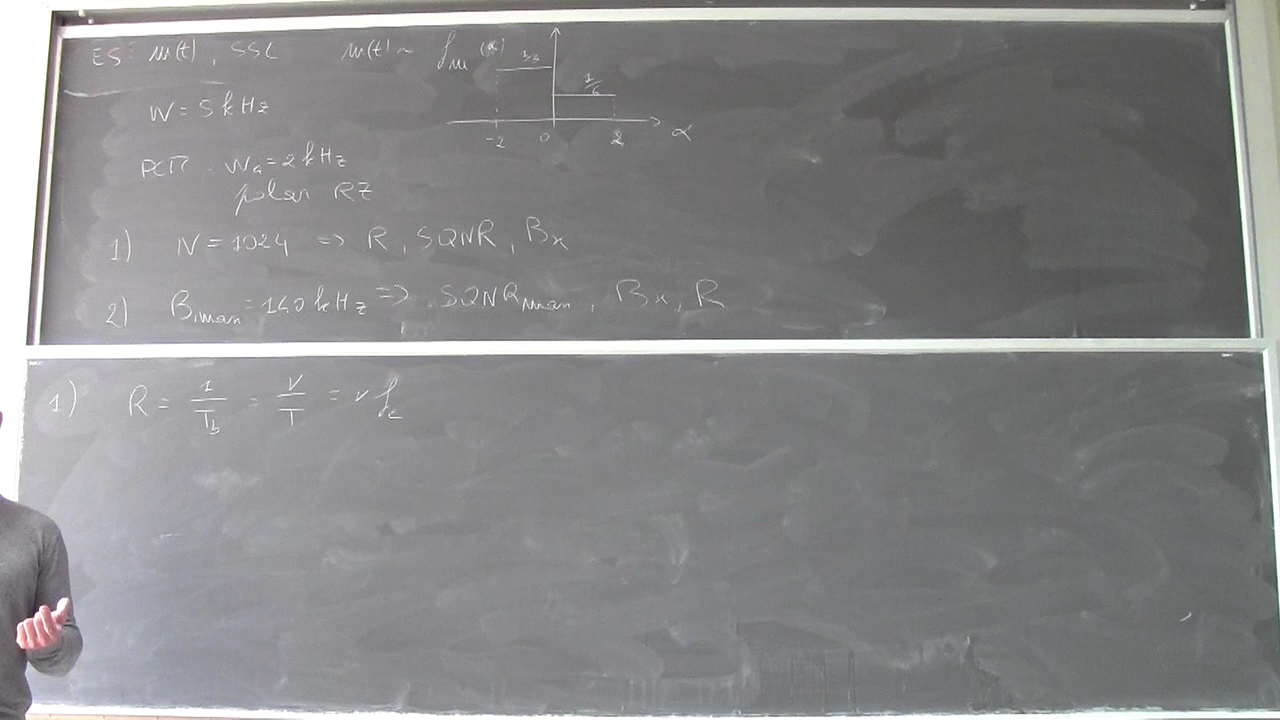 ES: m(t), SSL m(t) ~ f_m(α) 1/3 1/6
-2 0 2 α
W = 5 kHz
PCM. W_G = 2 kHz
polar RZ
1) N = 1024 => R, SQNR, B_x
2) B_max = 140 kHz => SQNR_max, B_x, R
1) R = 1/T_b = ν/T = ν f_c